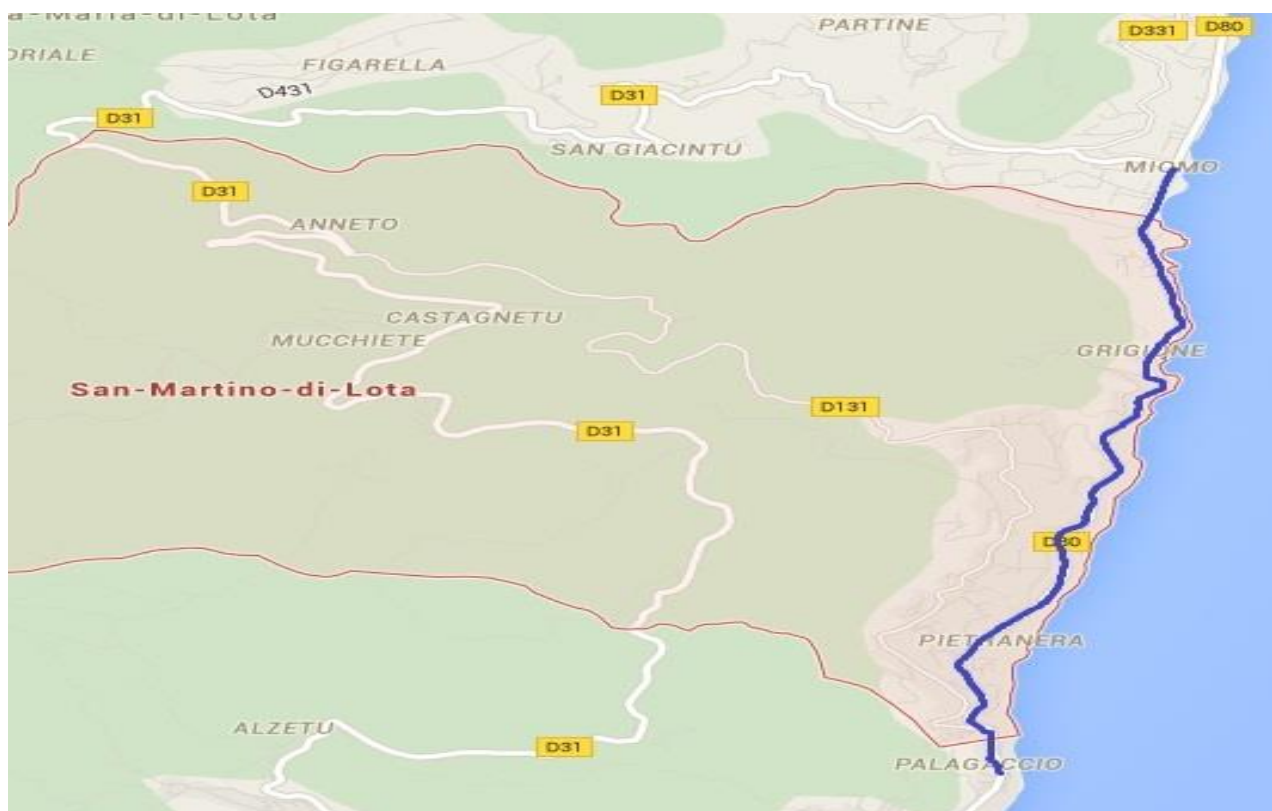 PARTINE
D331
D80
FIGARELLA
D431
D31
D31
SAN GIACINTU
MIOMO
D31
ANNETO
CASTAGNETU
MUCCHIETE
GRIGIONE
San-Martino-di-Lota
D131
D31
D80
PIETRANERA
ALZETU
D31
PALAGACCIO